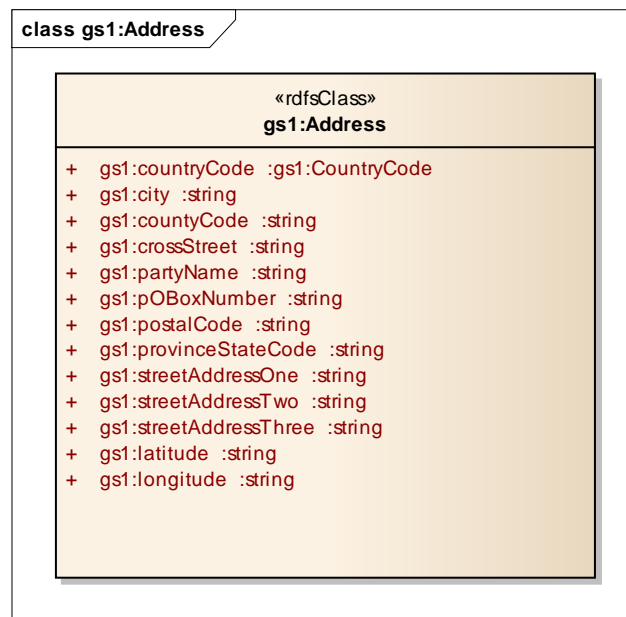 class gs1:Address
«rdfsClass»
gs1:Address
+ gs1:countryCode :gs1:CountryCode
+ gs1:city :string
+ gs1:countyCode :string
+ gs1:crossStreet :string
+ gs1:partyName :string
+ gs1:pOBoxNumber :string
+ gs1:postalCode :string
+ gs1:provinceStateCode :string
+ gs1:streetAddressOne :string
+ gs1:streetAddressTwo :string
+ gs1:streetAddressThree :string
+ gs1:latitude :string
+ gs1:longitude :string